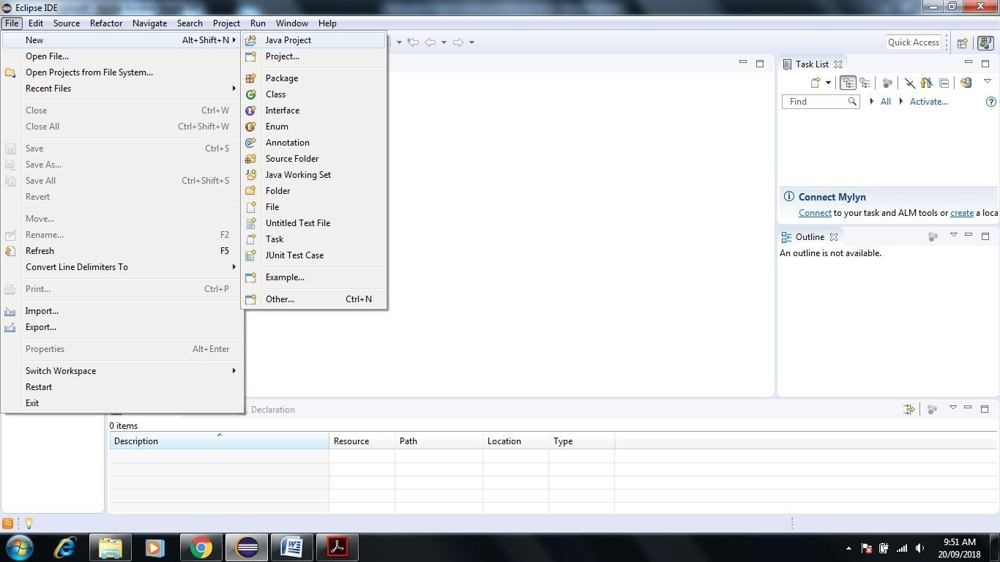 Eclipse IDE
File Edit Source Refactor Navigate Search Project Run Window Help
New Alt+Shift+N
Open File...
Open Projects from File System...
Recent Files
Close Ctrl+W
Close All Ctrl+Shift+W
Save Ctrl+S
Save As...
Save All Ctrl+Shift+S
Revert
Move...
Rename... F2
Refresh F5
Convert Line Delimiters To
Print... Ctrl+P
Import...
Export...
Properties Alt+Enter
Switch Workspace
Restart
Exit
Java Project
Project...
Package
Class
Interface
Enum
Annotation
Source Folder
Java Working Set
Folder
File
Untitled Text File
Task
JUnit Test Case
Example...
Other... Ctrl+N
Quick Access
Task List
Find All Activate...
Connect Mylyn
Connect to your task and ALM tools or create a loca
Outline
An outline is not available.
Declaration
0 items
Description Resource Path Location Type
9:51 AM
20/09/2018